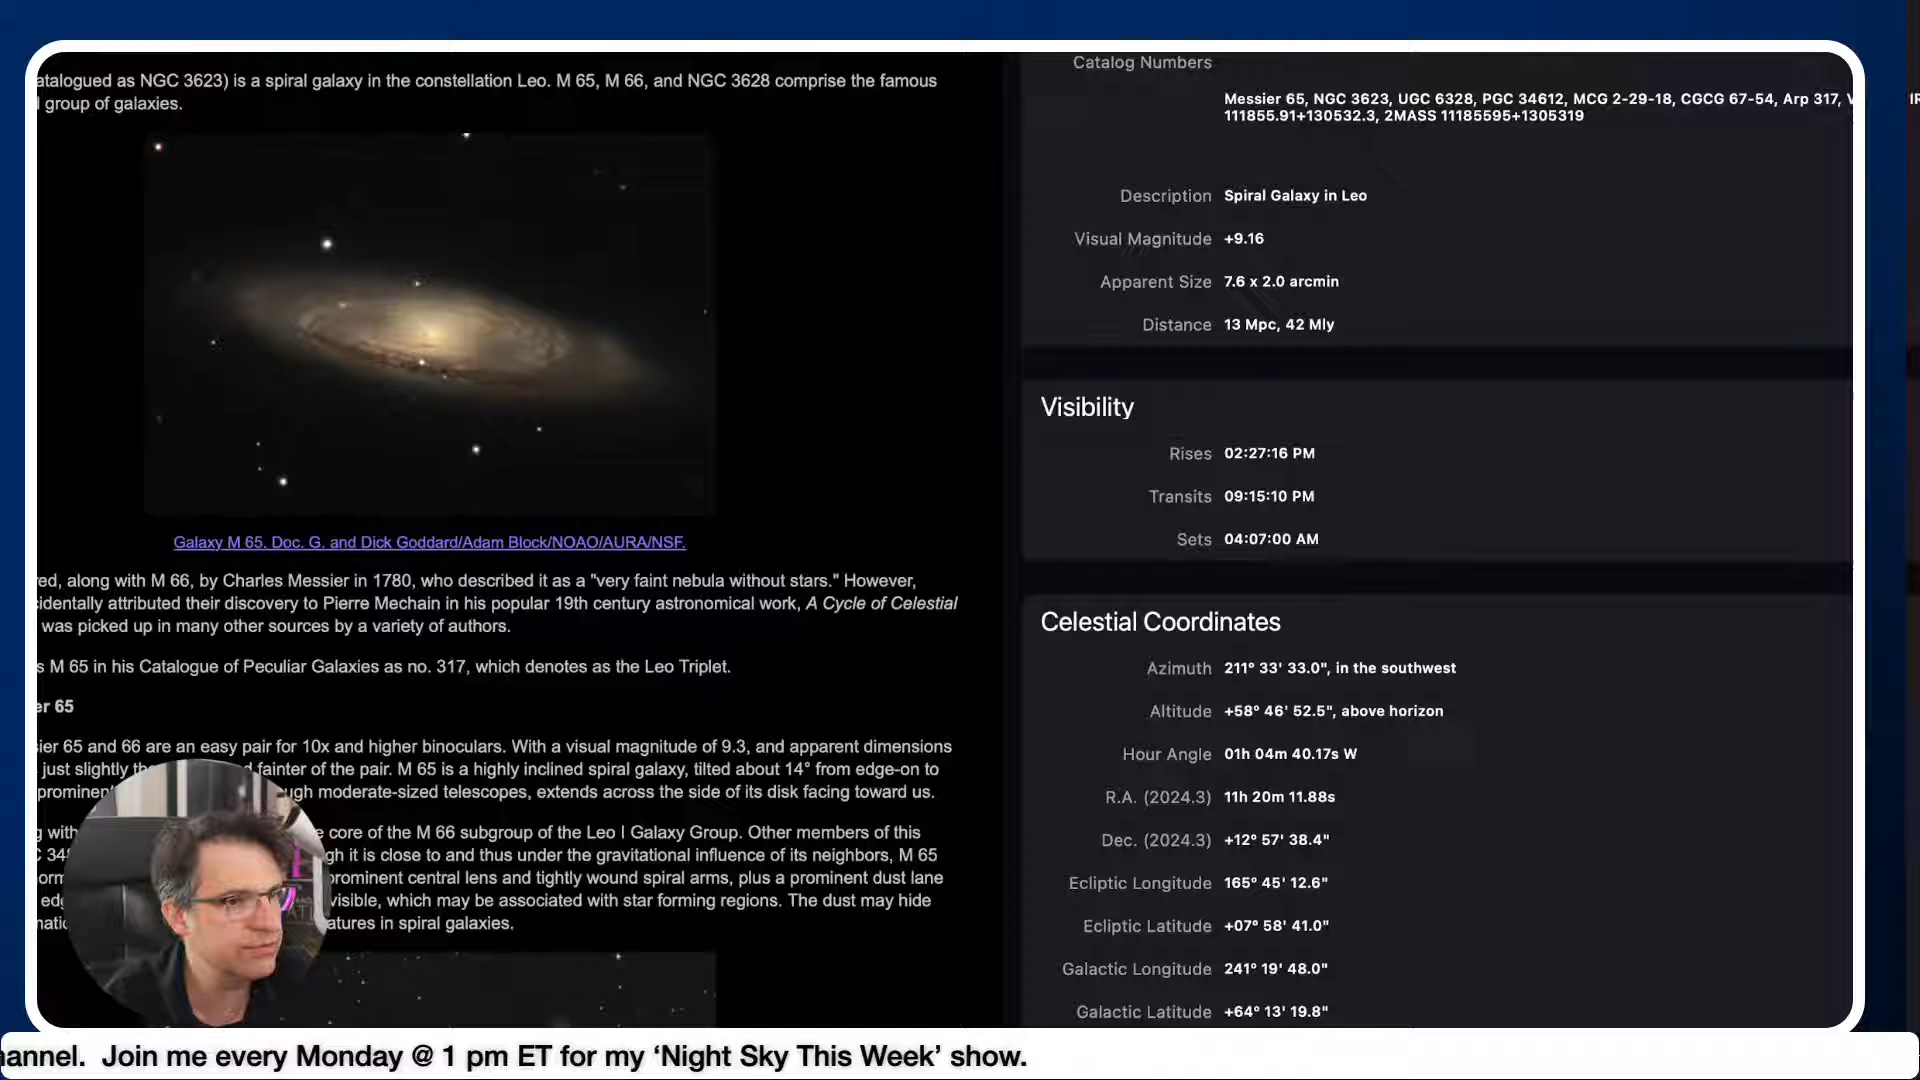 atalogued as NGC 3623) is a spiral galaxy in the constellation Leo. M 65, M 66, and NGC 3628 comprise the famous
l group of galaxies.
Galaxy M 65. Doc. G. and Dick Goddard/Adam Block/NOAO/AURA/NSF.
red, along with M 66, by Charles Messier in 1780, who described it as a "very faint nebula without stars." However,
identally attributed their discovery to Pierre Mechain in his popular 19th century astronomical work, A Cycle of Celestial
was picked up in many other sources by a variety of authors.
s M 65 in his Catalogue of Peculiar Galaxies as no. 317, which denotes as the Leo Triplet.
er 65
sier 65 and 66 are an easy pair for 10x and higher binoculars. With a visual magnitude of 9.3, and apparent dimensions
just slightly fainter of the pair. M 65 is a highly inclined spiral galaxy, tilted about 14° from edge-on to
prominent ugh moderate-sized telescopes, extends across the side of its disk facing toward us.
g with e core of the M 66 subgroup of the Leo I Galaxy Group. Other members of this
gh it is close to and thus under the gravitational influence of its neighbors, M 65
prominent central lens and tightly wound spiral arms, plus a prominent dust lane
visible, which may be associated with star forming regions. The dust may hide
atures in spiral galaxies.
Catalog Numbers
Messier 65, NGC 3623, UGC 6328, PGC 34612, MCG 2-29-18, CGCG 67-54, Arp 317,
111855.91+130532.3, 2MASS 11185595+1305319
Description Spiral Galaxy in Leo
Visual Magnitude +9.16
Apparent Size 7.6 x 2.0 arcmin
Distance 13 Mpc, 42 Mly
Visibility
Rises 02:27:16 PM
Transits 09:15:10 PM
Sets 04:07:00 AM
Celestial Coordinates
Azimuth 211° 33' 33.0", in the southwest
Altitude +58° 46' 52.5", above horizon
Hour Angle 01h 04m 40.17s W
R.A. (2024.3) 11h 20m 11.88s
Dec. (2024.3) +12° 57' 38.4"
Ecliptic Longitude 165° 45' 12.6"
Ecliptic Latitude +07° 58' 41.0"
Galactic Longitude 241° 19' 48.0"
Galactic Latitude +64° 13' 19.8"
hannel. Join me every Monday @ 1 pm ET for my ‘Night Sky This Week’ show.